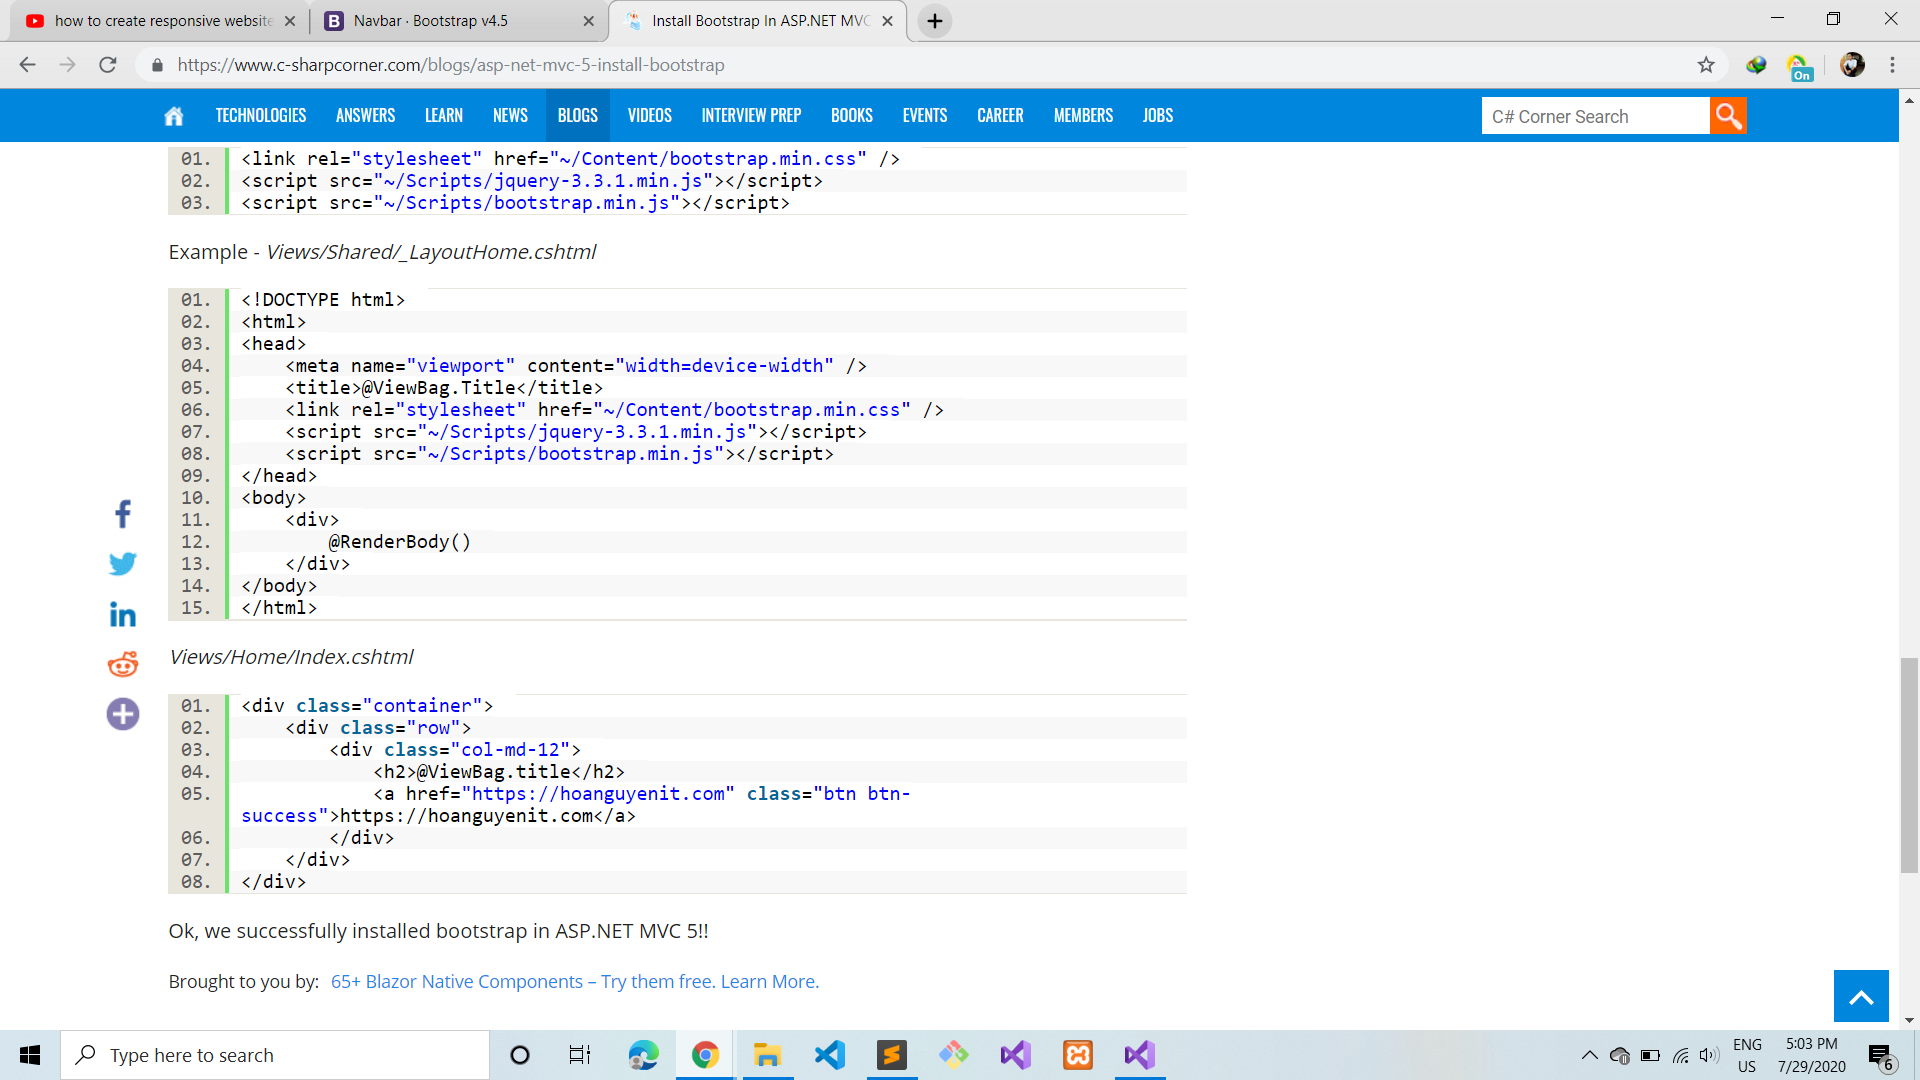 how to create responsive website
Navbar · Bootstrap v4.5
Install Bootstrap In ASP.NET MVC
https://www.c-sharpcorner.com/blogs/asp-net-mvc-5-install-bootstrap
On
TECHNOLOGIES ANSWERS LEARN NEWS BLOGS VIDEOS INTERVIEW PREP BOOKS EVENTS CAREER MEMBERS JOBS
C# Corner Search
01. <link rel="stylesheet" href="~/Content/bootstrap.min.css" />
02. <script src="~/Scripts/jquery-3.3.1.min.js"></script>
03. <script src="~/Scripts/bootstrap.min.js"></script>
Example - Views/Shared/_LayoutHome.cshtml
01. <!DOCTYPE html>
02. <html>
03. <head>
04.     <meta name="viewport" content="width=device-width" />
05.     <title>@ViewBag.Title</title>
06.     <link rel="stylesheet" href="~/Content/bootstrap.min.css" />
07.     <script src="~/Scripts/jquery-3.3.1.min.js"></script>
08.     <script src="~/Scripts/bootstrap.min.js"></script>
09. </head>
10. <body>
11.     <div>
12.         @RenderBody()
13.     </div>
14. </body>
15. </html>
Views/Home/Index.cshtml
01. <div class="container">
02.     <div class="row">
03.         <div class="col-md-12">
04.             <h2>@ViewBag.title</h2>
05.             <a href="https://hoanguyenit.com" class="btn btn-
success">https://hoanguyenit.com</a>
06.         </div>
07.     </div>
08. </div>
Ok, we successfully installed bootstrap in ASP.NET MVC 5!!
Brought to you by: 65+ Blazor Native Components – Try them free. Learn More.
Type here to search
ENG
US
5:03 PM
7/29/2020
6